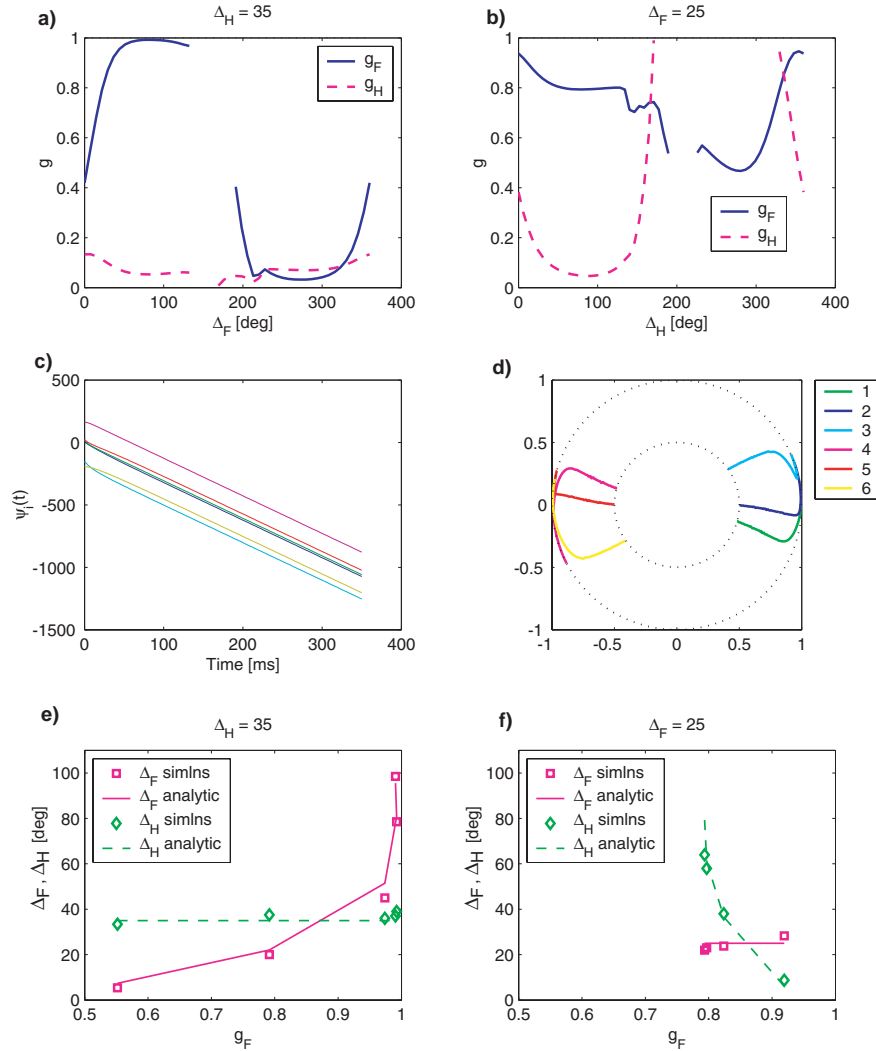 a)
Δ_H = 35
g_F
g_H
1
0.8
0.6
0.4
0.2
0
g
0 100 200 300 400
Δ_F [deg]
b)
Δ_F = 25
1
0.8
0.6
0.4
0.2
0
g
g_F
g_H
0 100 200 300 400
Δ_H [deg]
c)
500
0
-500
-1000
-1500
ψ_i(t)
0 100 200 300 400
Time [ms]
d)
1
0.5
0
-0.5
-1
-1 -0.5 0 0.5 1
1
2
3
4
5
6
e)
Δ_H = 35
Δ_F simlns
Δ_F analytic
Δ_H simlns
Δ_H analytic
100
80
60
40
20
0
Δ_F , Δ_H [deg]
0.5 0.6 0.7 0.8 0.9 1
g_F
f)
Δ_F = 25
Δ_F simlns
Δ_F analytic
Δ_H simlns
Δ_H analytic
100
80
60
40
20
0
Δ_F , Δ_H [deg]
0.5 0.6 0.7 0.8 0.9 1
g_F